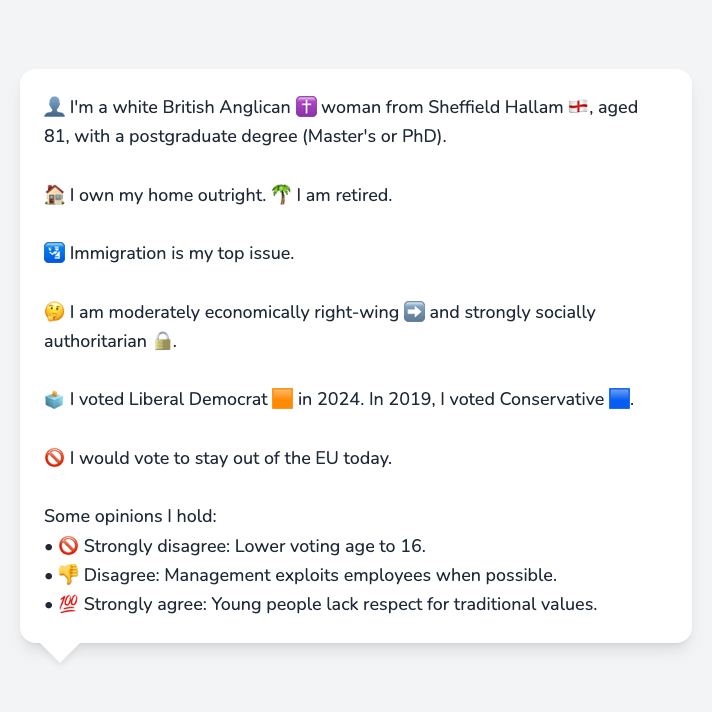 👤 I'm a white British Anglican ✝️ woman from Sheffield Hallam 🏴󠁧󠁢󠁥󠁮󠁧󠁿, aged
81, with a postgraduate degree (Master's or PhD).
🏠 I own my home outright. 🌴 I am retired.
🛂 Immigration is my top issue.
🤔 I am moderately economically right-wing ➡️ and strongly socially
authoritarian 🔒.
🗳️ I voted Liberal Democrat 🟧 in 2024. In 2019, I voted Conservative 🟦.
🚫 I would vote to stay out of the EU today.
Some opinions I hold:
• 🚫 Strongly disagree: Lower voting age to 16.
• 👎 Disagree: Management exploits employees when possible.
• 💯 Strongly agree: Young people lack respect for traditional values.